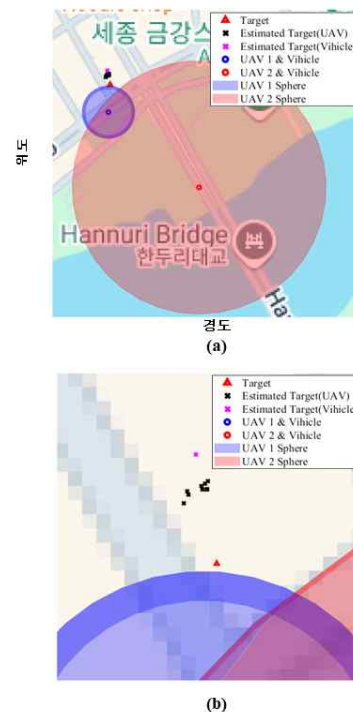 세종 금강스
Target
Estimated Target(UAV)
Estimated Target(Vihicle)
UAV 1 & Vihicle
UAV 2 & Vihicle
UAV 1 Sphere
UAV 2 Sphere
위도
Hannuri Bridge
한두리대교
Ha
경도
(a)
Target
Estimated Target(UAV)
Estimated Target(Vihicle
UAV 1 & Vihicle
UAV 2 & Vihicle
UAV 1 Sphere
UAV 2 Sphere
(b)